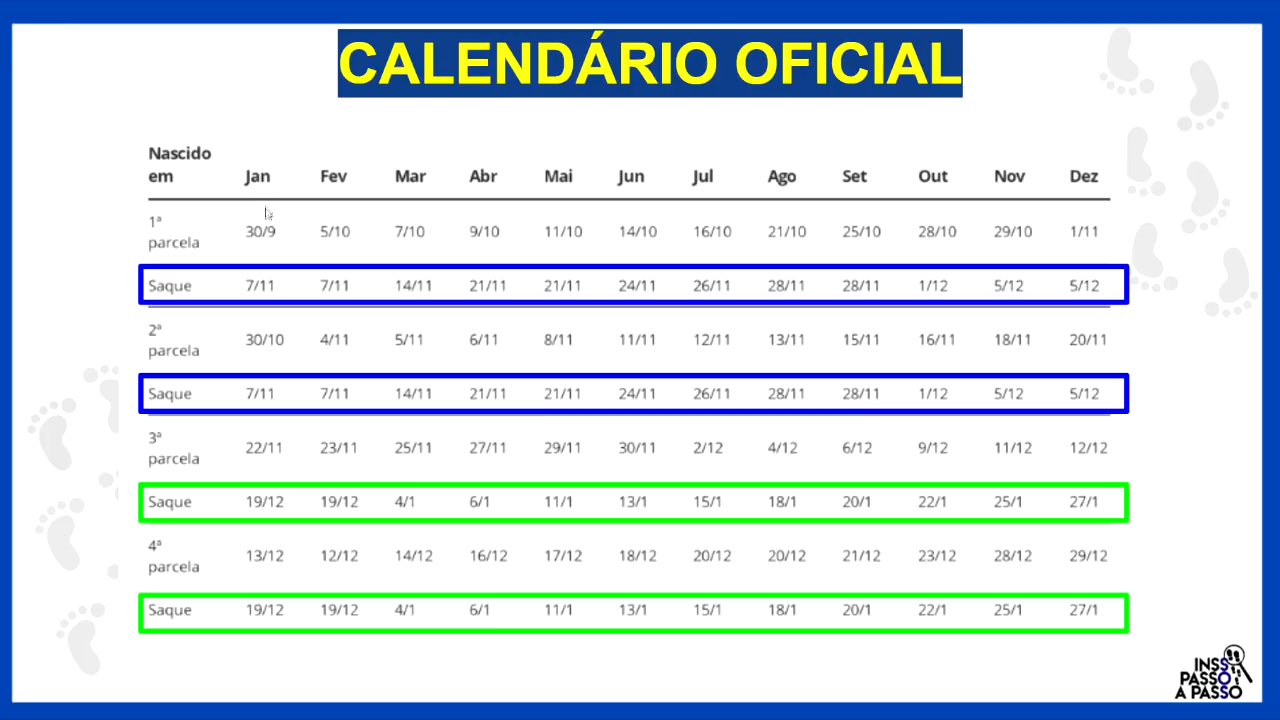 CALENDÁRIO OFICIAL
Nascido
em Jan Fev Mar Abr Mai Jun Jul Ago Set Out Nov Dez
1ª
parcela 30/9 5/10 7/10 9/10 11/10 14/10 16/10 21/10 25/10 28/10 29/10 1/11
Saque 7/11 7/11 14/11 21/11 21/11 24/11 26/11 28/11 28/11 1/12 5/12 5/12
2ª
parcela 30/10 4/11 5/11 6/11 8/11 11/11 12/11 13/11 15/11 16/11 18/11 20/11
Saque 7/11 7/11 14/11 21/11 21/11 24/11 26/11 28/11 28/11 1/12 5/12 5/12
3ª
parcela 22/11 23/11 25/11 27/11 29/11 30/11 2/12 4/12 6/12 9/12 11/12 12/12
Saque 19/12 19/12 4/1 6/1 11/1 13/1 15/1 18/1 20/1 22/1 25/1 27/1
4ª
parcela 13/12 12/12 14/12 16/12 17/12 18/12 20/12 20/12 21/12 23/12 28/12 29/12
Saque 19/12 19/12 4/1 6/1 11/1 13/1 15/1 18/1 20/1 22/1 25/1 27/1
INSS
PASSO
A PASSO